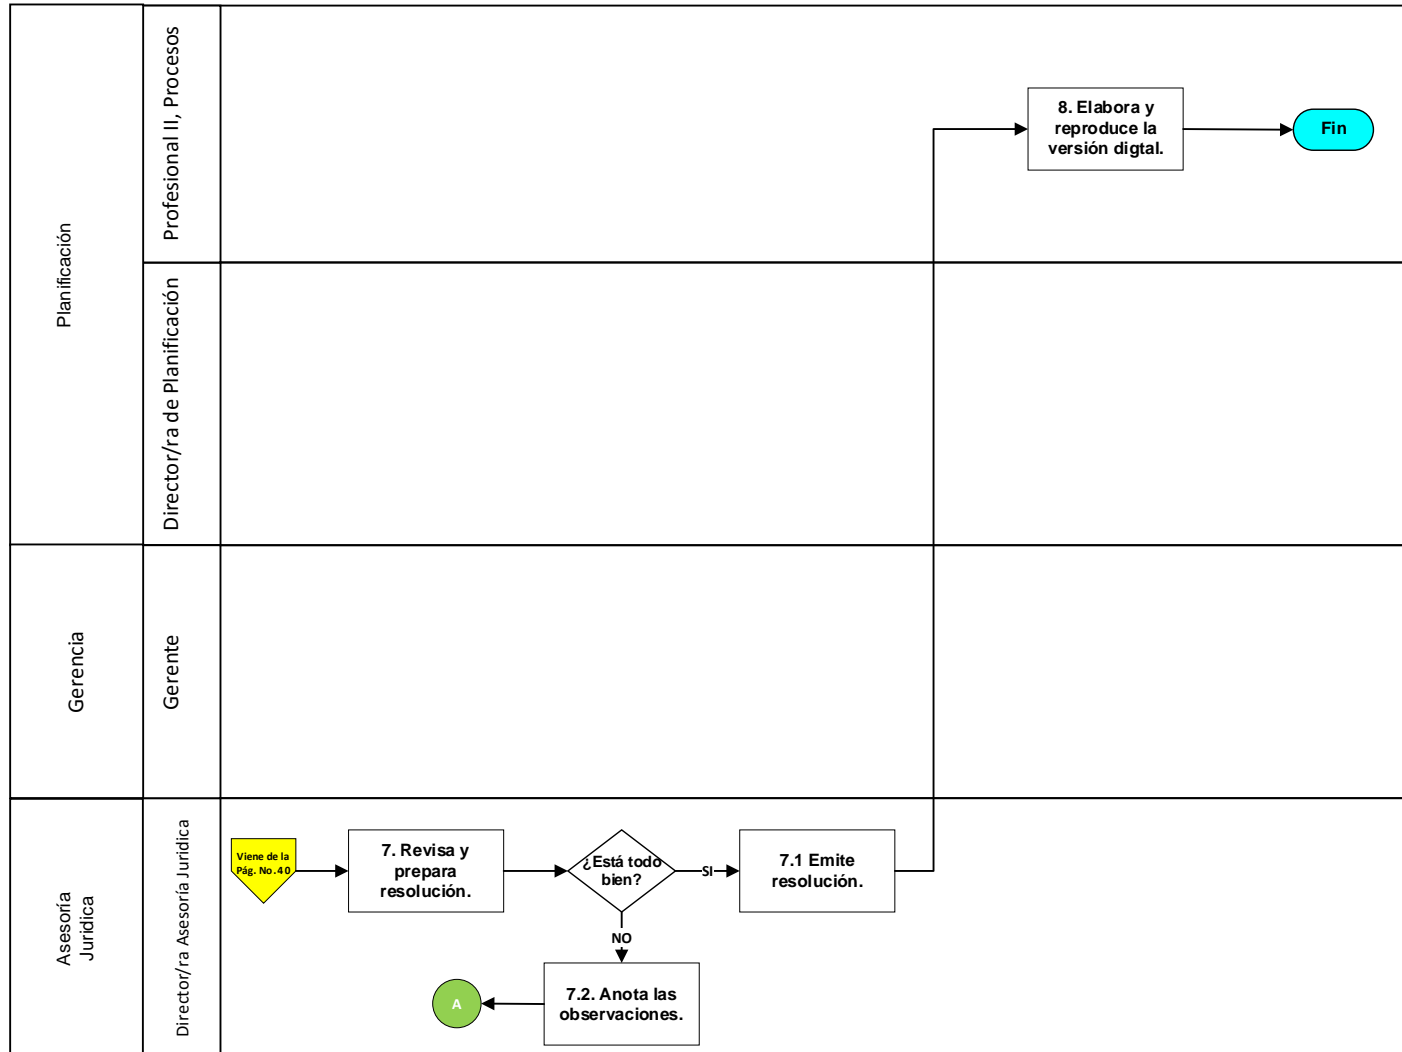 Planificación
Profesional II, Procesos
8. Elabora y
reproduce la
versión digtal.
Fin
Director/ra de Planificación
Gerencia
Gerente
Asesoría
Juridica
Director/ra Asesoría Juridica
Viene de la
Pág. No. 40
7. Revisa y
prepara
resolución.
¿Está todo
bien?
SI
7.1 Emite
resolución.
NO
7.2. Anota las
observaciones.
A